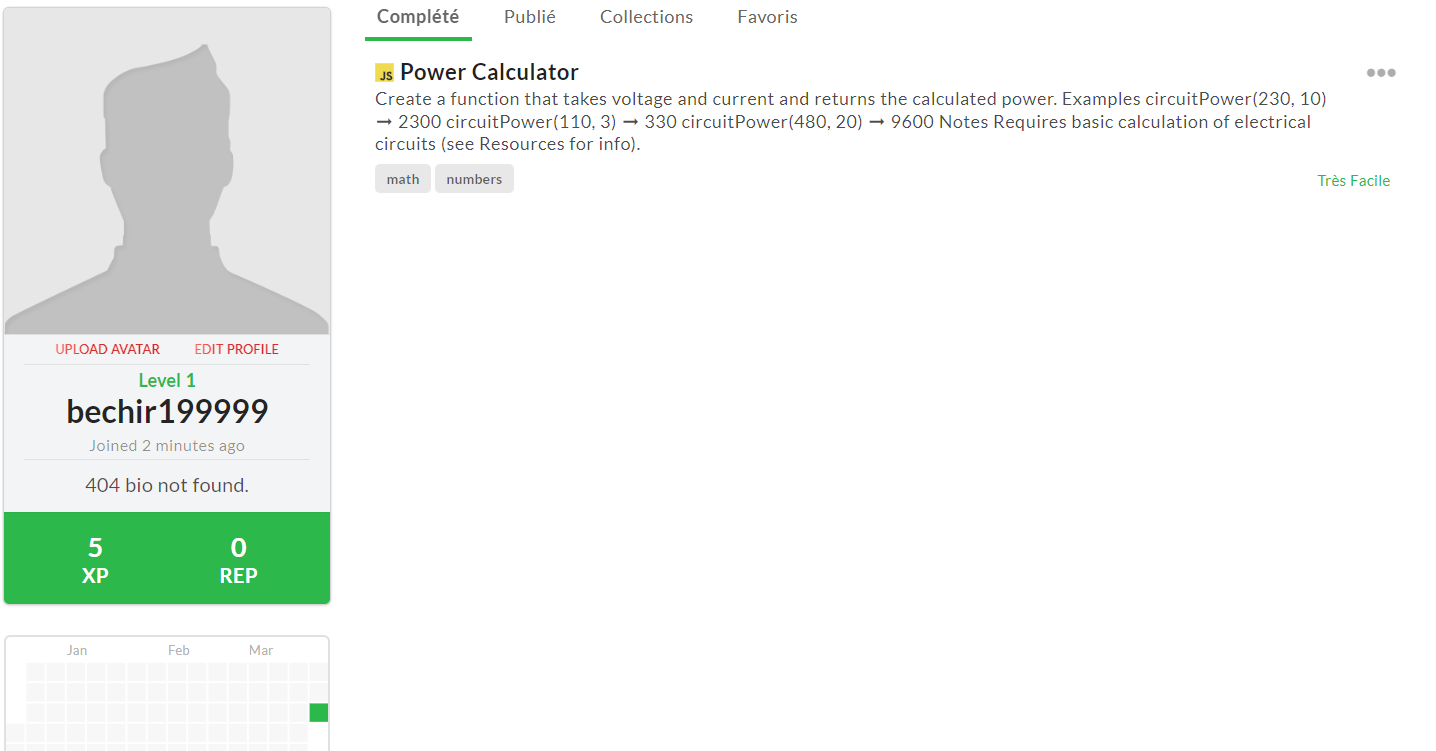 Complété Publié Collections Favoris
JS Power Calculator
Create a function that takes voltage and current and returns the calculated power. Examples circuitPower(230, 10)
→ 2300 circuitPower(110, 3) → 330 circuitPower(480, 20) → 9600 Notes Requires basic calculation of electrical
circuits (see Resources for info).
math numbers
Très Facile
UPLOAD AVATAR EDIT PROFILE
Level 1
bechir199999
Joined 2 minutes ago
404 bio not found.
5 0
XP REP
Jan Feb Mar